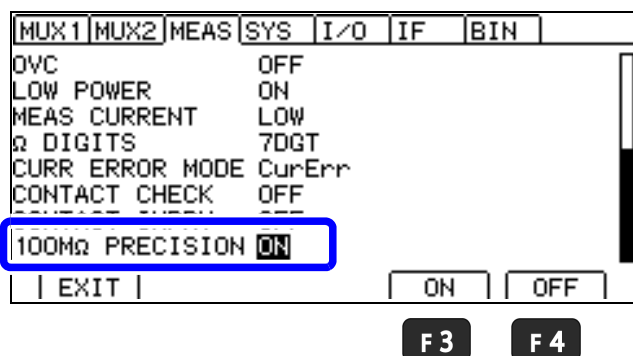 MUX1 MUX2 MEAS SYS I/O IF BIN
OVC OFF
LOW POWER ON
MEAS CURRENT LOW
Ω DIGITS 7DGT
CURR ERROR MODE CurErr
CONTACT CHECK OFF
100MΩ PRECISION ON
EXIT ON OFF
F3 F4